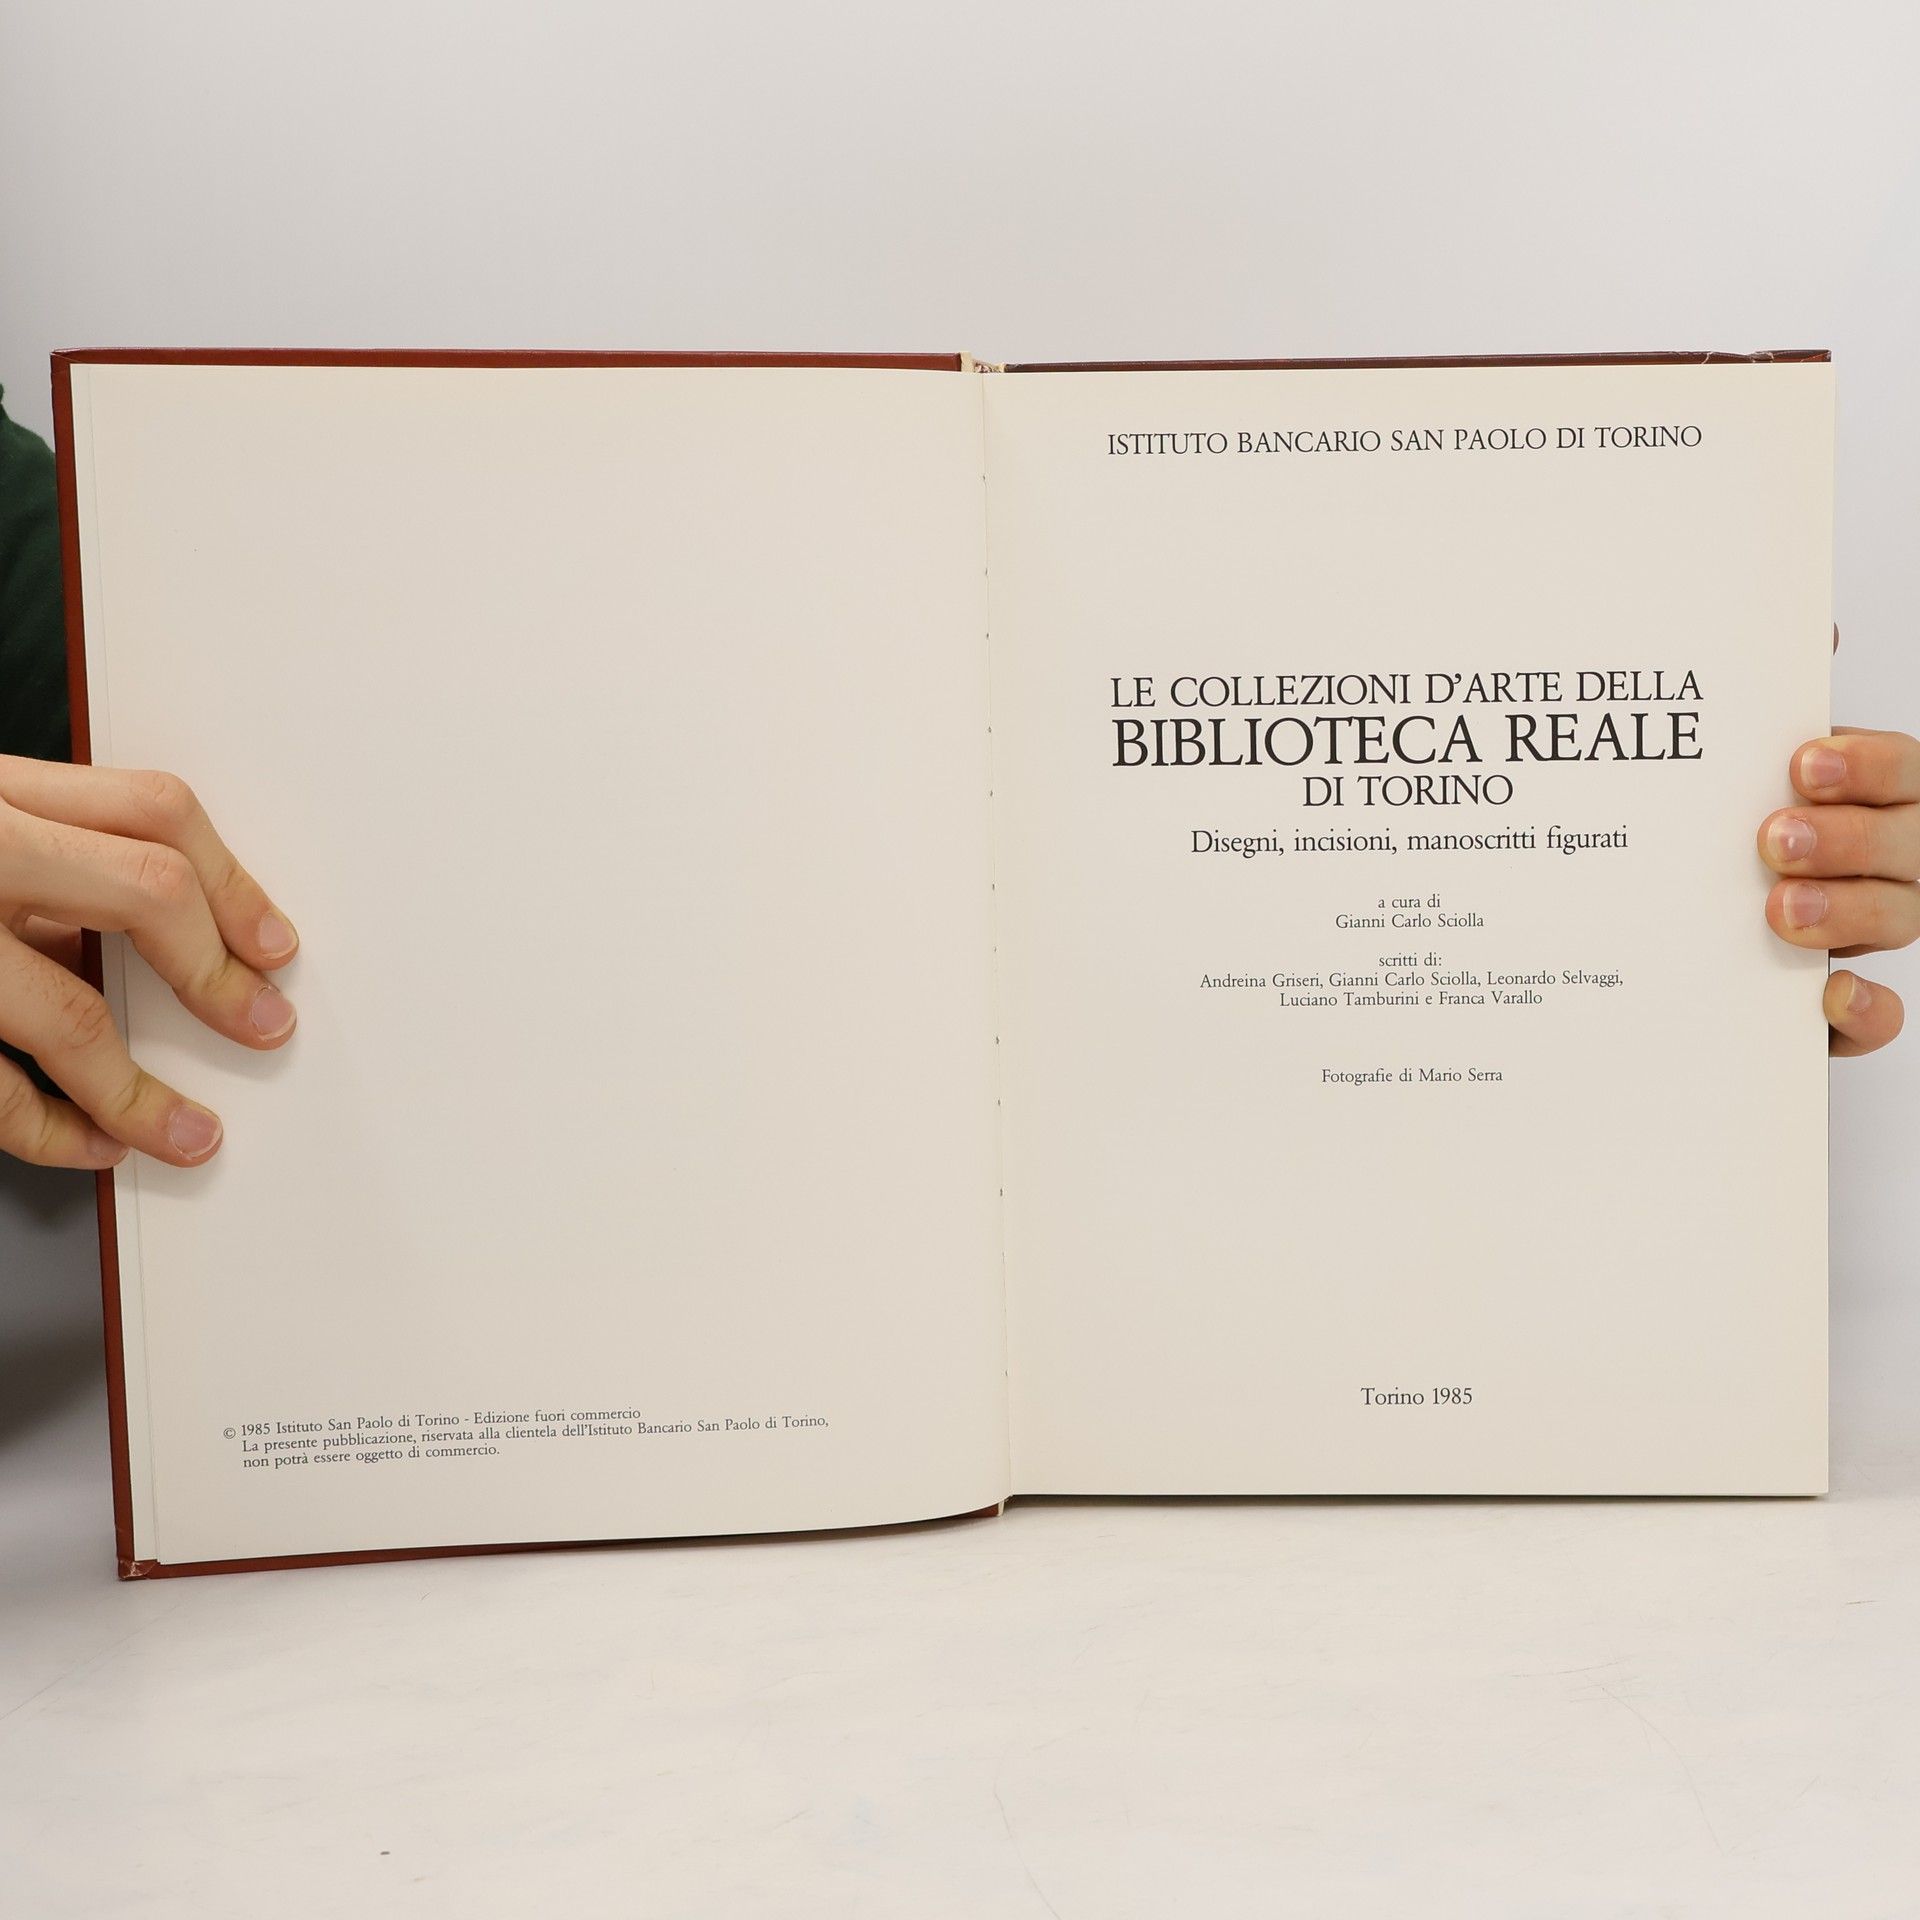 © 1985 Istituto San Paolo di Torino - Edizione fuori commercio
La presente pubblicazione, riservata alla clientela dell'Istituto Bancario San Paolo di Torino,
non potrà essere oggetto di commercio.
ISTITUTO BANCARIO SAN PAOLO DI TORINO
LE COLLEZIONI D'ARTE DELLA
BIBLIOTECA REALE
DI TORINO
Disegni, incisioni, manoscritti figurati
a cura di
Gianni Carlo Sciolla
scritti di:
Andreina Griseri, Gianni Carlo Sciolla, Leonardo Selvaggi,
Luciano Tamburini e Franca Varallo
Fotografie di Mario Serra
Torino 1985